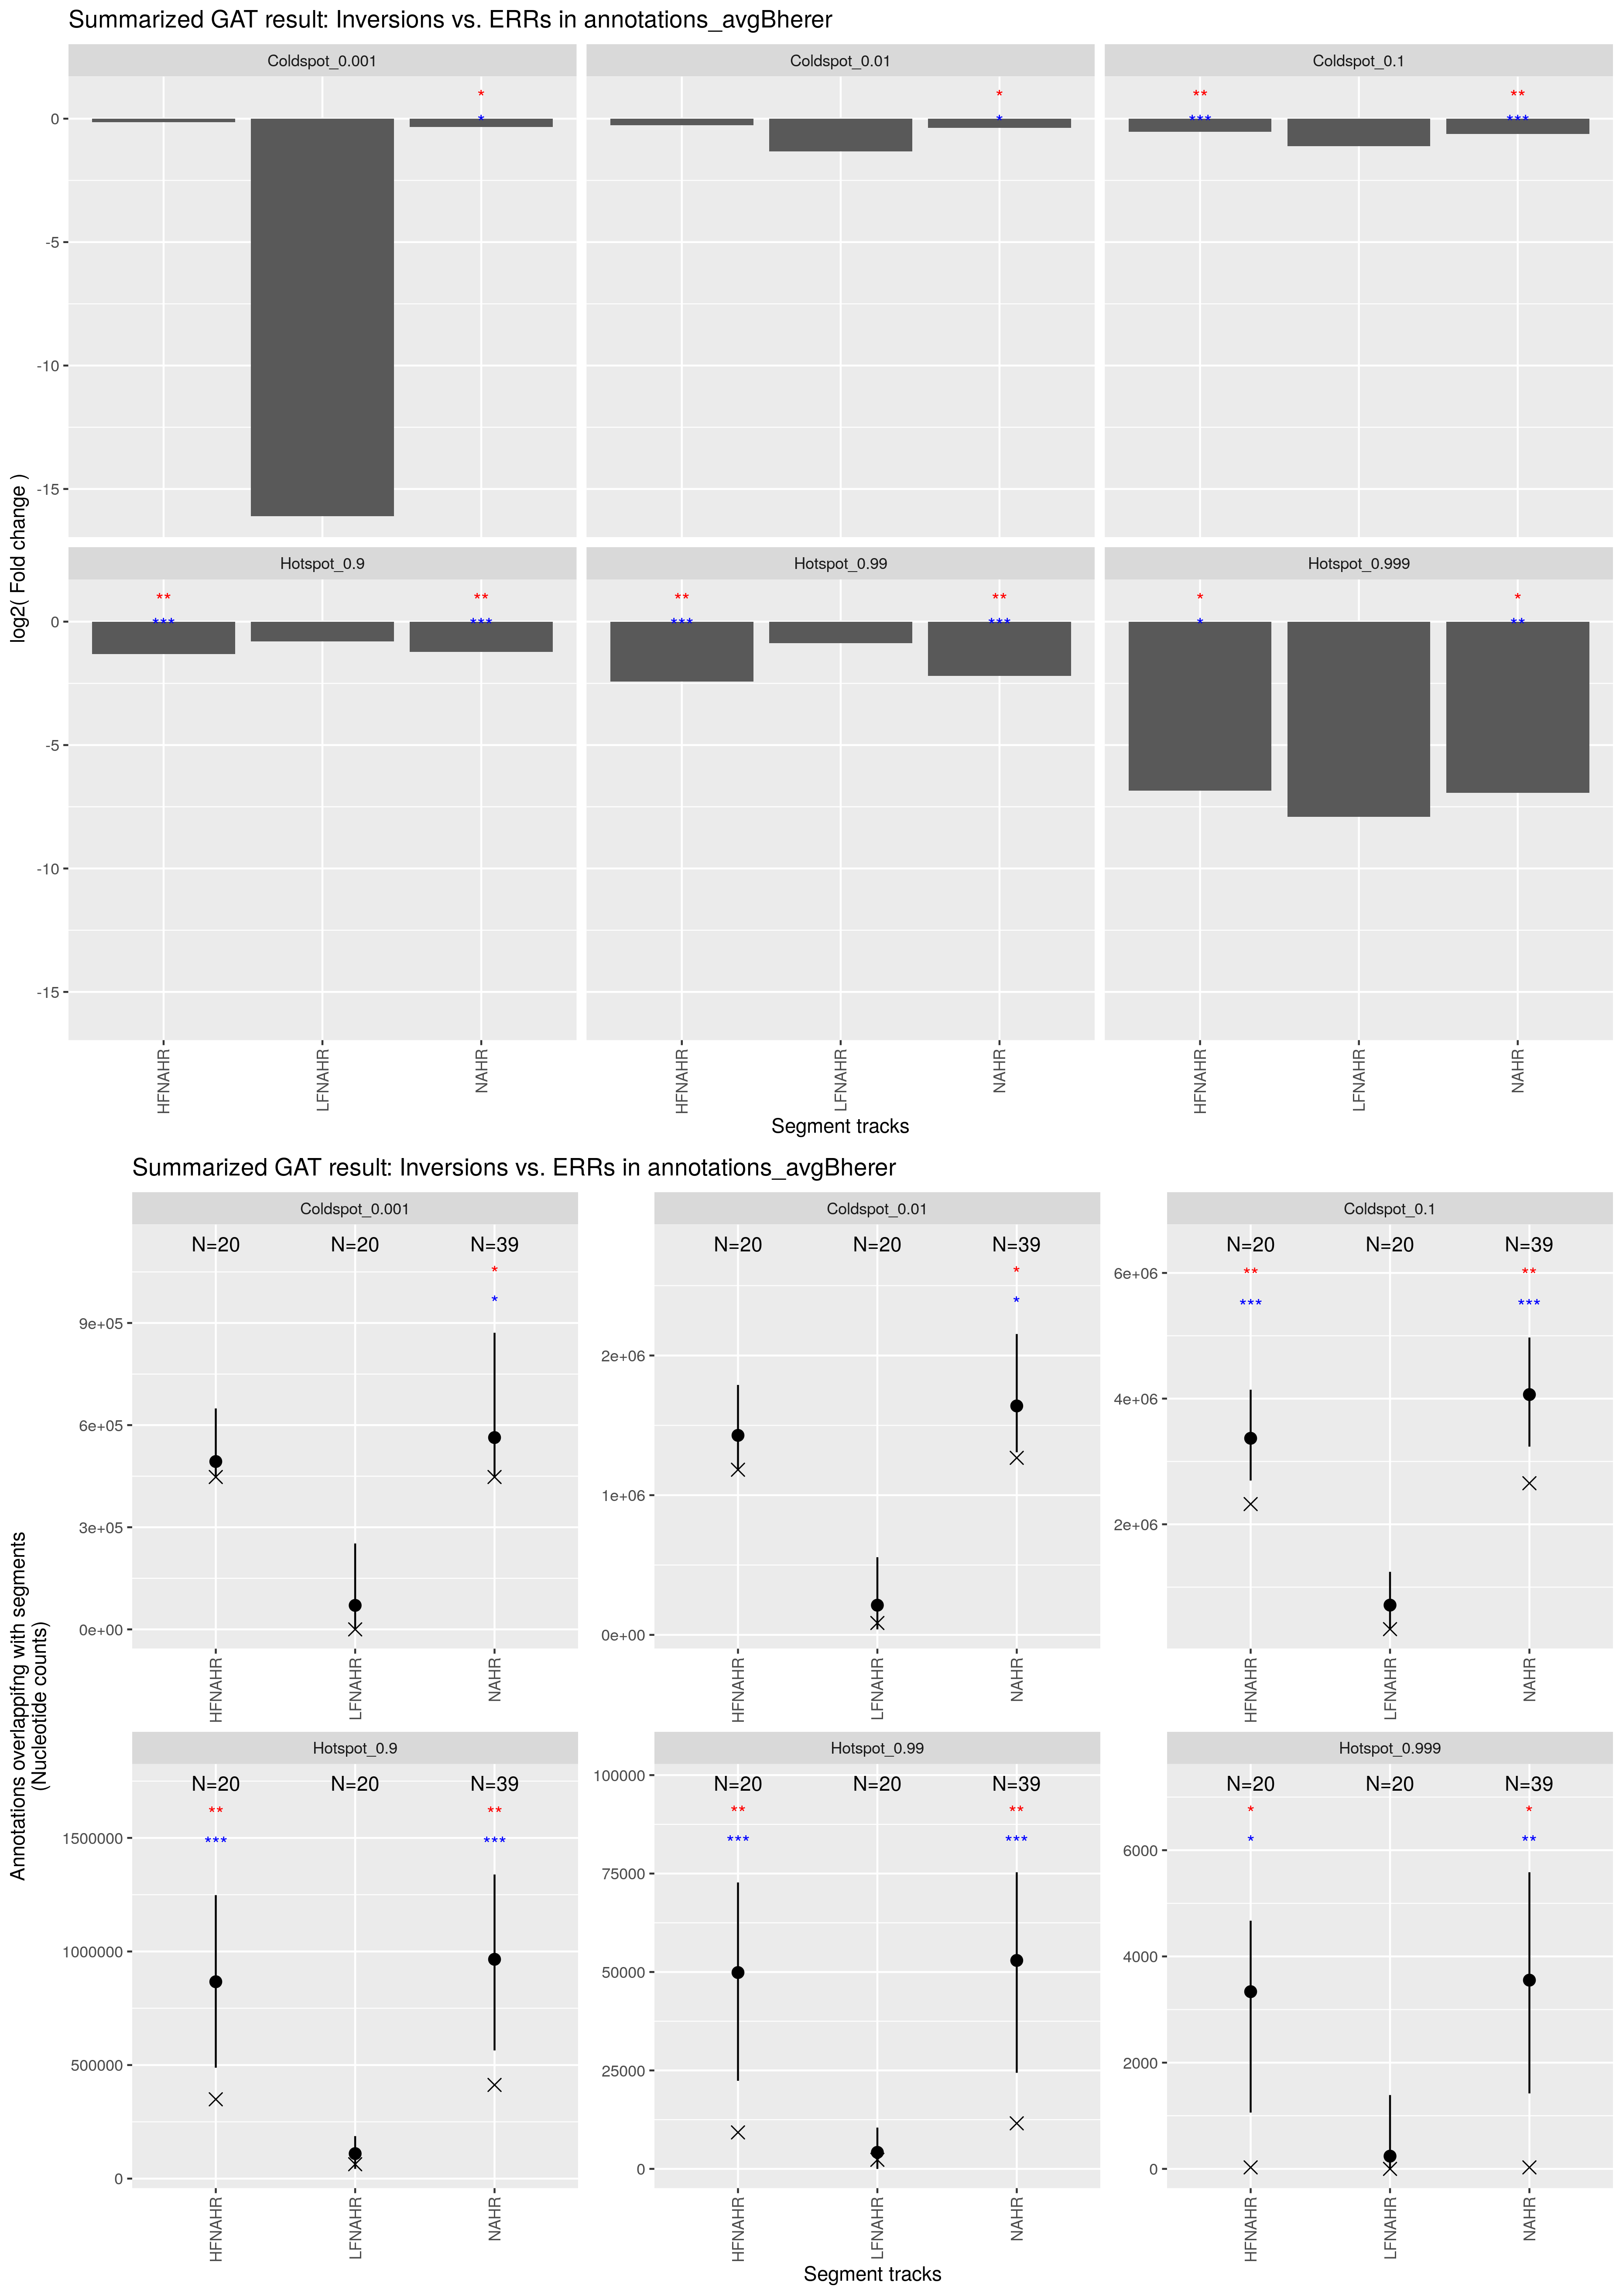 Summarized GAT result: Inversions vs. ERRs in annotations_avgBherer
Coldspot_0.001
Coldspot_0.01
Coldspot_0.1
* * ** **
* * *** ***
0
-5
-10
-15
log2( Fold change )
Hotspot_0.9
Hotspot_0.99
Hotspot_0.999
** ** ** ** * *
*** *** *** *** * **
0
-5
-10
-15
HFNAHR LFNAHR NAHR HFNAHR LFNAHR NAHR HFNAHR LFNAHR NAHR
Segment tracks
Summarized GAT result: Inversions vs. ERRs in annotations_avgBherer
Annotations overlappifng with segments
(Nucleotide counts)
Coldspot_0.001
N=20 N=20 N=39
*
*
9e+05
6e+05
3e+05
0e+00
HFNAHR LFNAHR NAHR
Coldspot_0.01
N=20 N=20 N=39
*
*
2e+06
1e+06
0e+00
HFNAHR LFNAHR NAHR
Coldspot_0.1
N=20 N=20 N=39
** **
*** ***
6e+06
4e+06
2e+06
HFNAHR LFNAHR NAHR
Hotspot_0.9
N=20 N=20 N=39
** **
*** ***
1500000
1000000
500000
0
HFNAHR LFNAHR NAHR
Hotspot_0.99
N=20 N=20 N=39
** **
*** ***
100000
75000
50000
25000
0
HFNAHR LFNAHR NAHR
Hotspot_0.999
N=20 N=20 N=39
* *
* **
6000
4000
2000
0
HFNAHR LFNAHR NAHR
Segment tracks